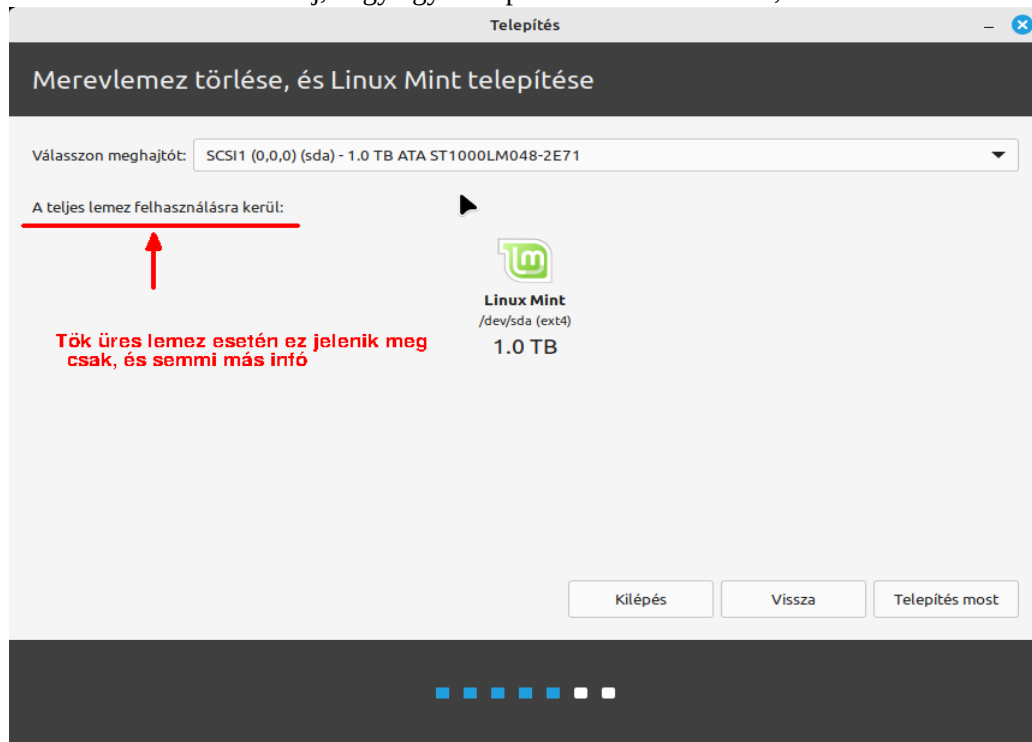 Telepítés
Merevlemez törlése, és Linux Mint telepítése
Válasszon meghajtót: SCSI1 (0,0,0) (sda) - 1.0 TB ATA ST1000LM048-2E71
A teljes lemez felhasználásra kerül:
Linux Mint
/dev/sda (ext4)
1.0 TB
Tök üres lemez esetén ez jelenik meg
csak, és semmi más infó
Kilépés Vissza Telepítés most